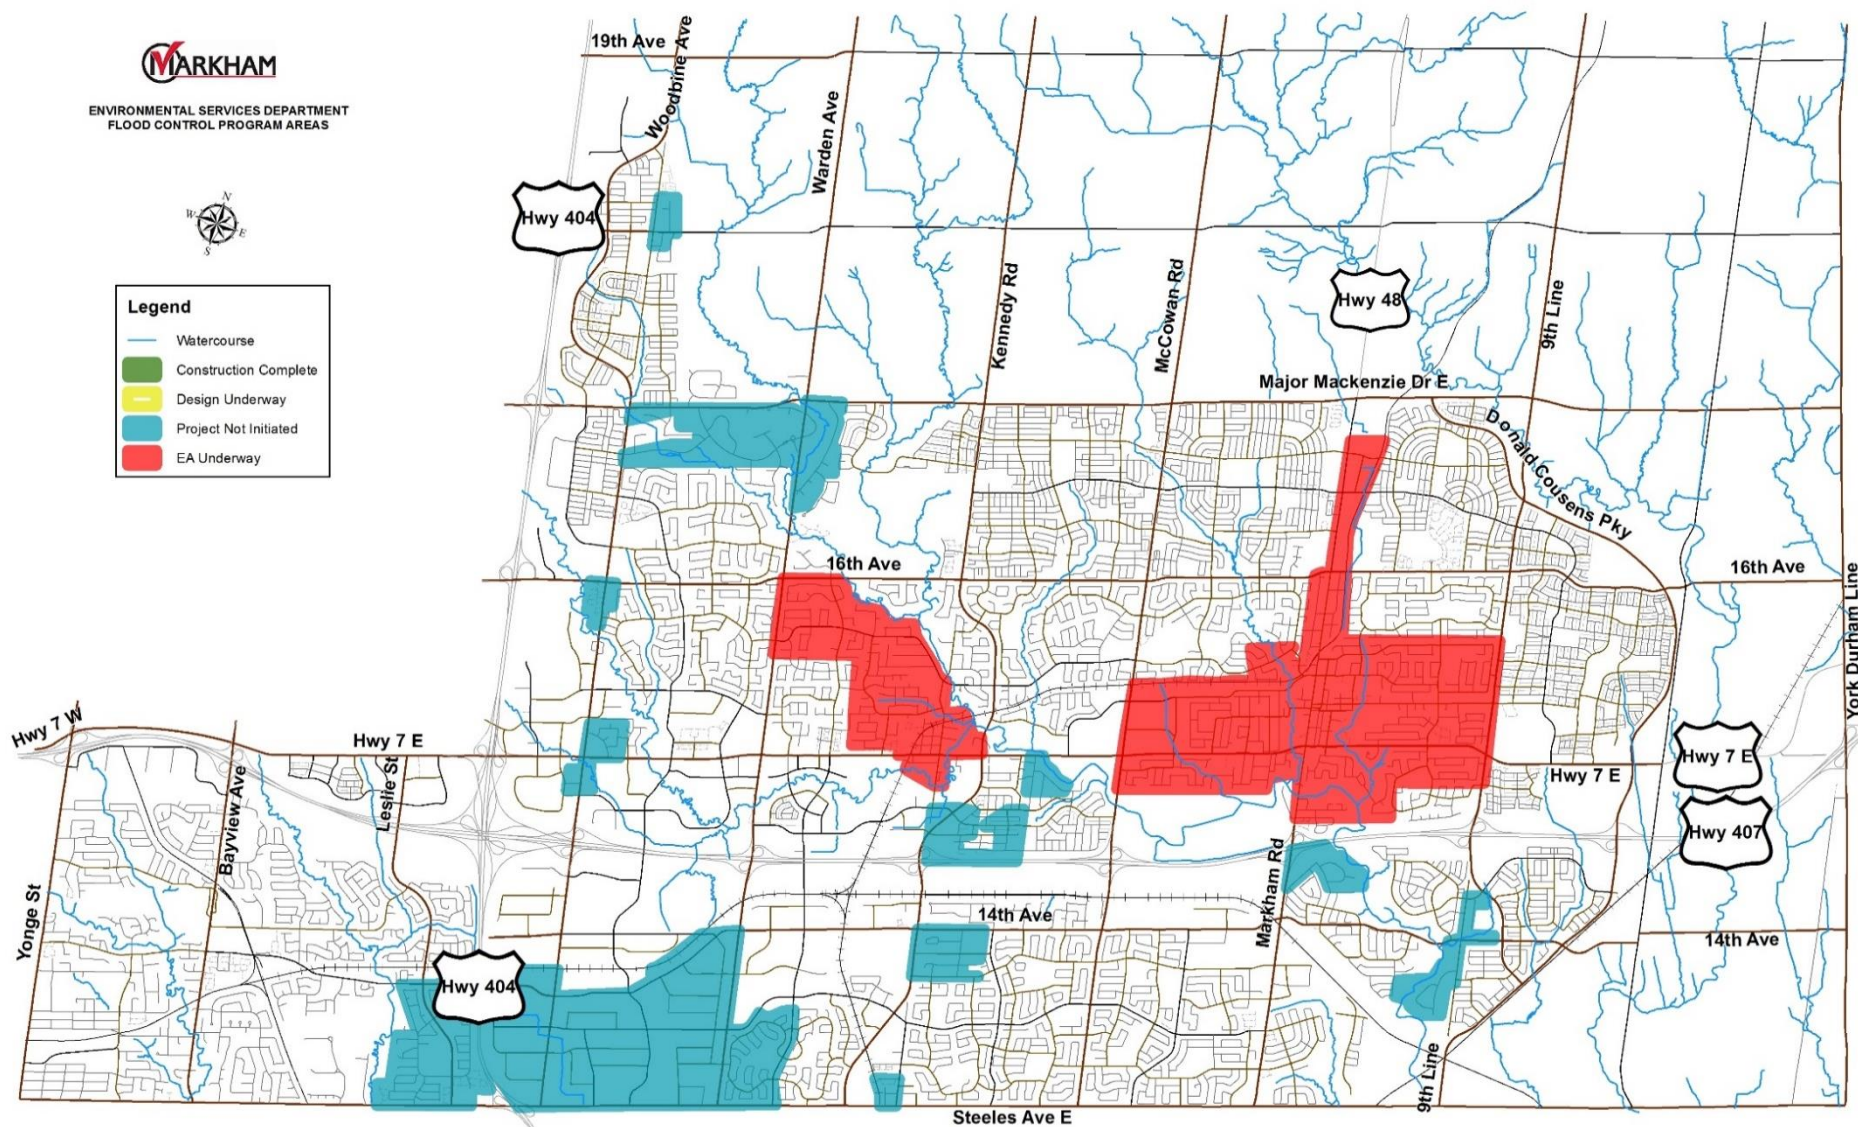 MARKHAM
ENVIRONMENTAL SERVICES DEPARTMENT
FLOOD CONTROL PROGRAM AREAS
N
W
E
S
Legend
Watercourse
Construction Complete
Design Underway
Project Not Initiated
EA Underway
19th Ave
Woodbine Ave
Warden Ave
Hwy 404
Kennedy Rd
McCowan Rd
Hwy 48
9th Line
Major Mackenzie Dr E
Donald Cousens Pky
16th Ave
16th Ave
York Durham Line
Hwy 7 W
Hwy 7 E
Hwy 7 E
Hwy 7 E
Hwy 407
Leslie St
Bayview Ave
Yonge St
Markham Rd
14th Ave
14th Ave
Hwy 404
9th Line
Steeles Ave E